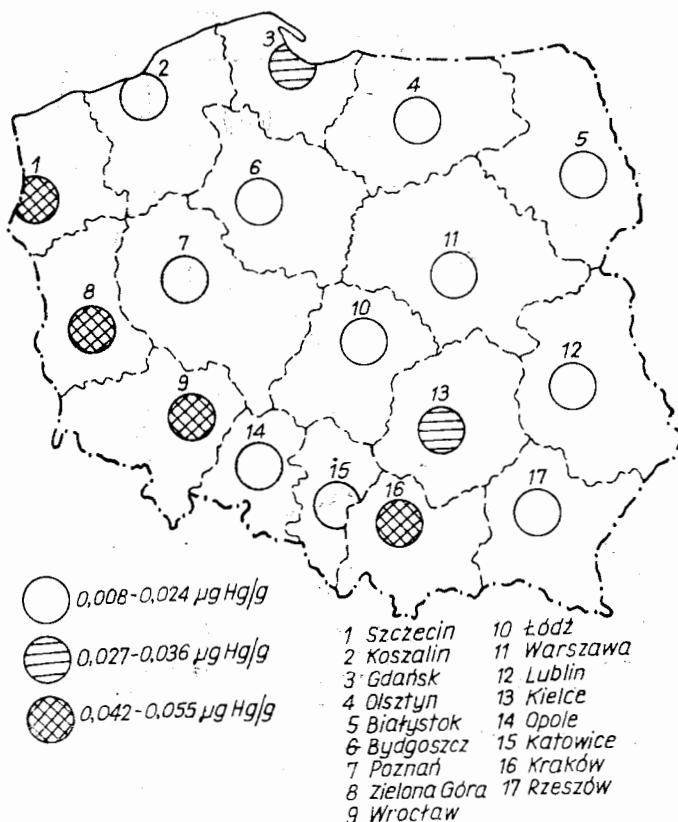 3
2
4
1
5
6
7
11
8
10
12
9
13
14
15
16
17
0,008-0,024 µg Hg/g
0,027-0,036 µg Hg/g
0,042-0,055 µg Hg/g
1 Szczecin
2 Koszalin
3 Gdańsk
4 Olsztyn
5 Białystok
6 Bydgoszcz
7 Poznań
8 Zielona Góra
9 Wrocław
10 Łódź
11 Warszawa
12 Lublin
13 Kielce
14 Opole
15 Katowice
16 Kraków
17 Rzeszów